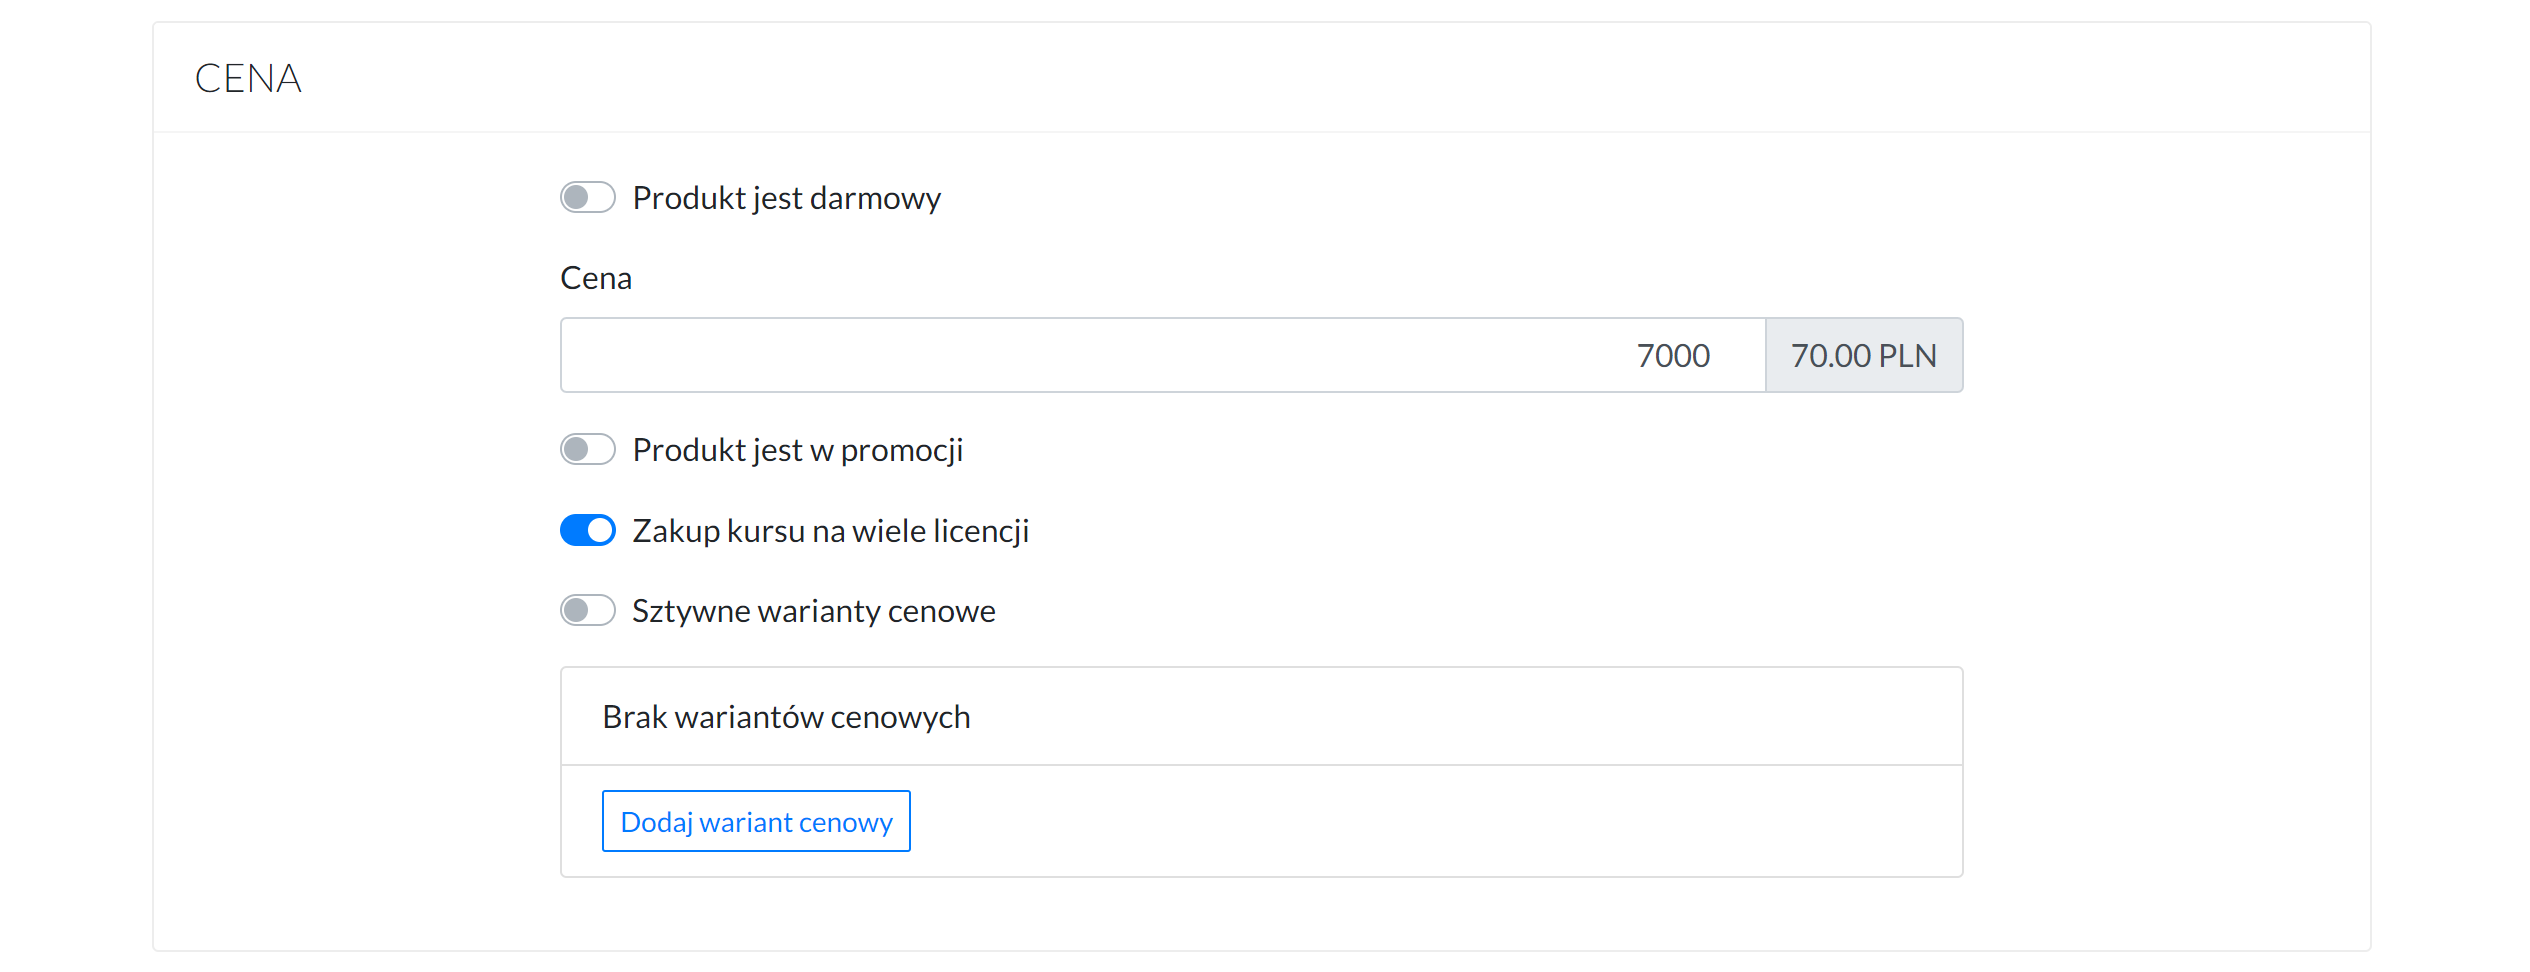 CENA
Produkt jest darmowy
Cena
7000 70.00 PLN
Produkt jest w promocji
Zakup kursu na wiele licencji
Sztywne warianty cenowe
Brak wariantów cenowych
Dodaj wariant cenowy